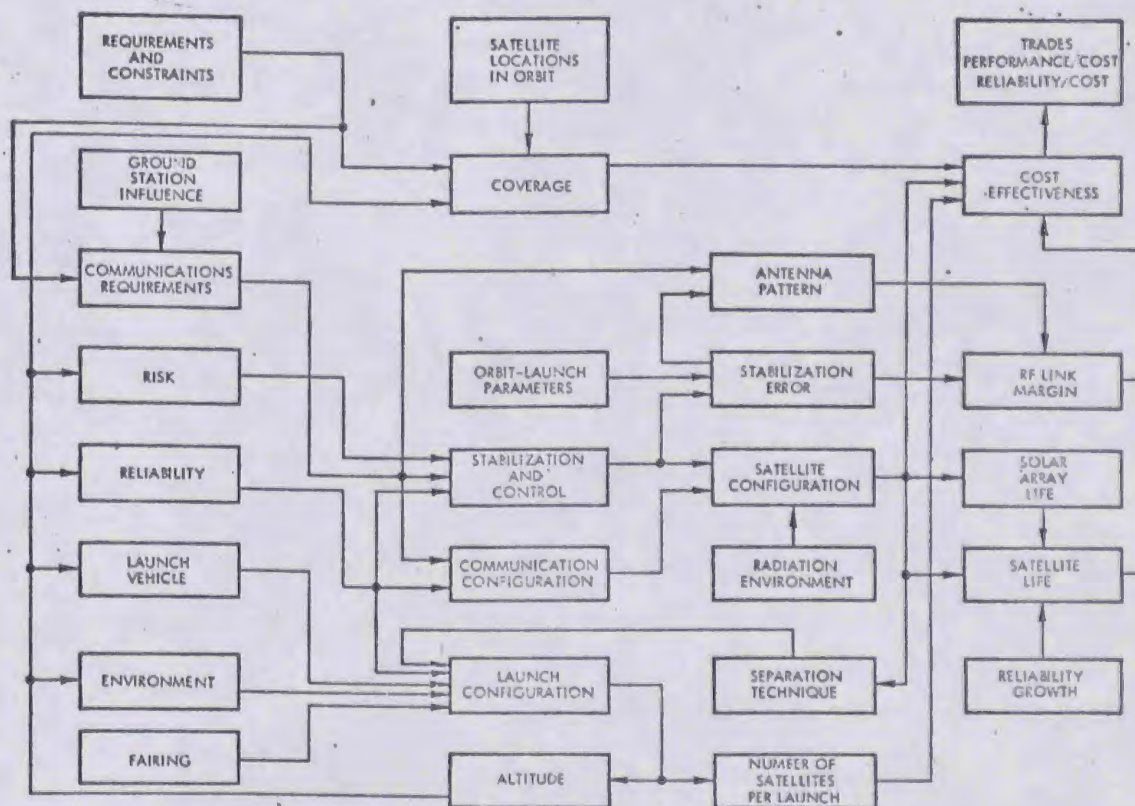 REQUIREMENTS
AND
CONSTRAINTS
SATELLITE
LOCATIONS
IN ORBIT
TRADES
PERFORMANCE/COST
RELIABILITY/COST
GROUND
STATION
INFLUENCE
COVERAGE
COST
EFFECTIVENESS
COMMUNICATIONS
REQUIREMENTS
ANTENNA
PATTERN
RISK
ORBIT-LAUNCH
PARAMETERS
STABILIZATION
ERROR
RF LINK
MARGIN
RELIABILITY
STABILIZATION
AND
CONTROL
SATELLITE
CONFIGURATION
SOLAR
ARRAY
LIFE
LAUNCH
VEHICLE
COMMUNICATION
CONFIGURATION
RADIATION
ENVIRONMENT
SATELLITE
LIFE
ENVIRONMENT
LAUNCH
CONFIGURATION
SEPARATION
TECHNIQUE
RELIABILITY
GROWTH
FAIRING
ALTITUDE
NUMBER OF
SATELLITES
PER LAUNCH